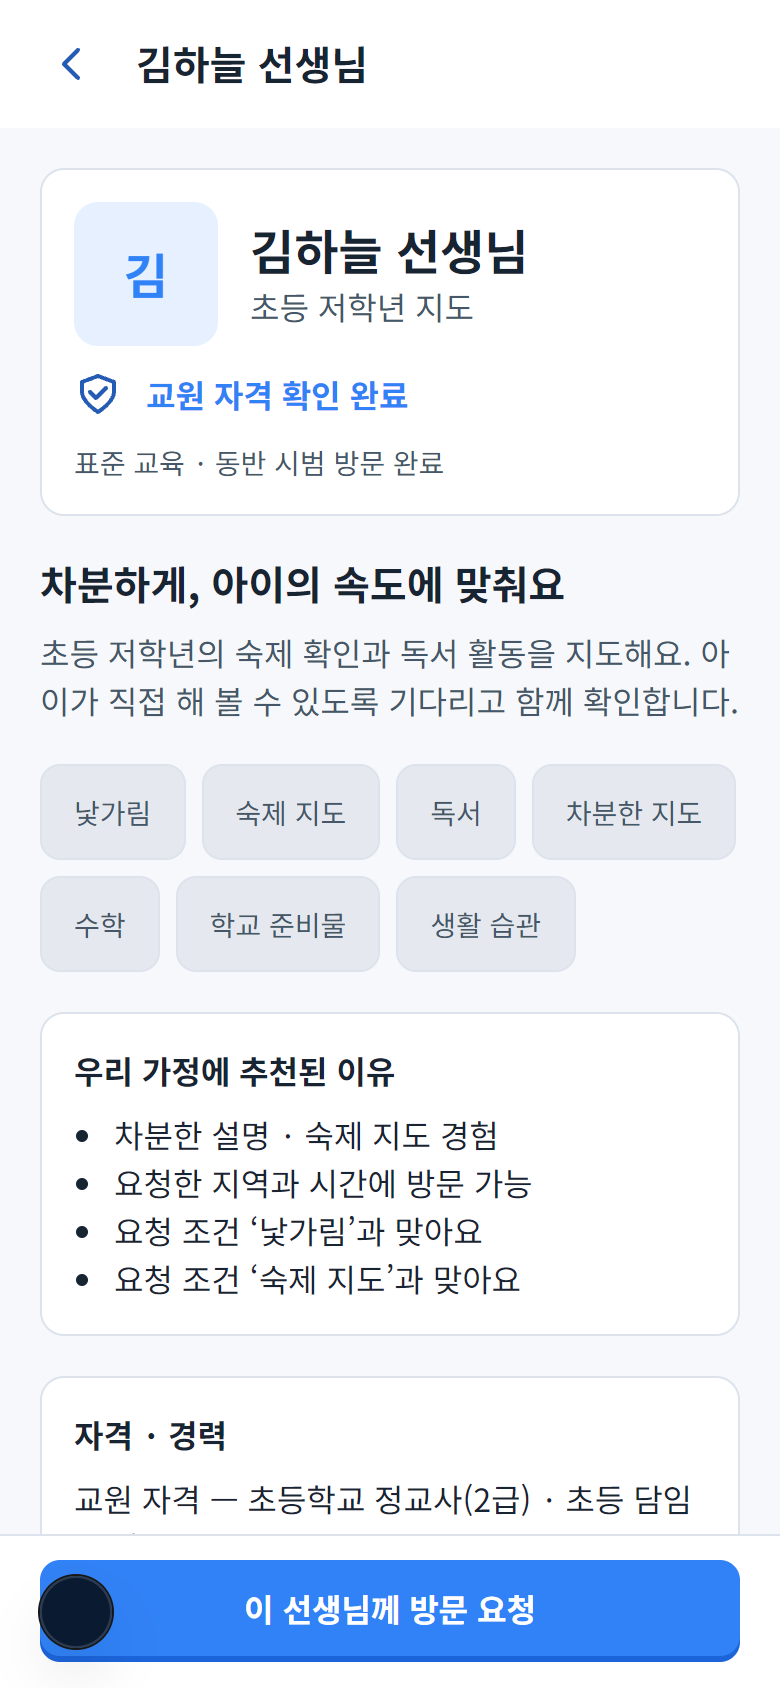 김하늘 선생님
김
김하늘 선생님
초등 저학년 지도
교원 자격 확인 완료
표준 교육 · 동반 시범 방문 완료
차분하게, 아이의 속도에 맞춰요
초등 저학년의 숙제 확인과 독서 활동을 지도해요. 아
이가 직접 해 볼 수 있도록 기다리고 함께 확인합니다.
낯가림
숙제 지도
독서
차분한 지도
수학
학교 준비물
생활 습관
우리 가정에 추천된 이유
차분한 설명 · 숙제 지도 경험
요청한 지역과 시간에 방문 가능
요청 조건 ‘낯가림’과 맞아요
요청 조건 ‘숙제 지도’과 맞아요
자격 · 경력
교원 자격 — 초등학교 정교사(2급) · 초등 담임
이 선생님께 방문 요청